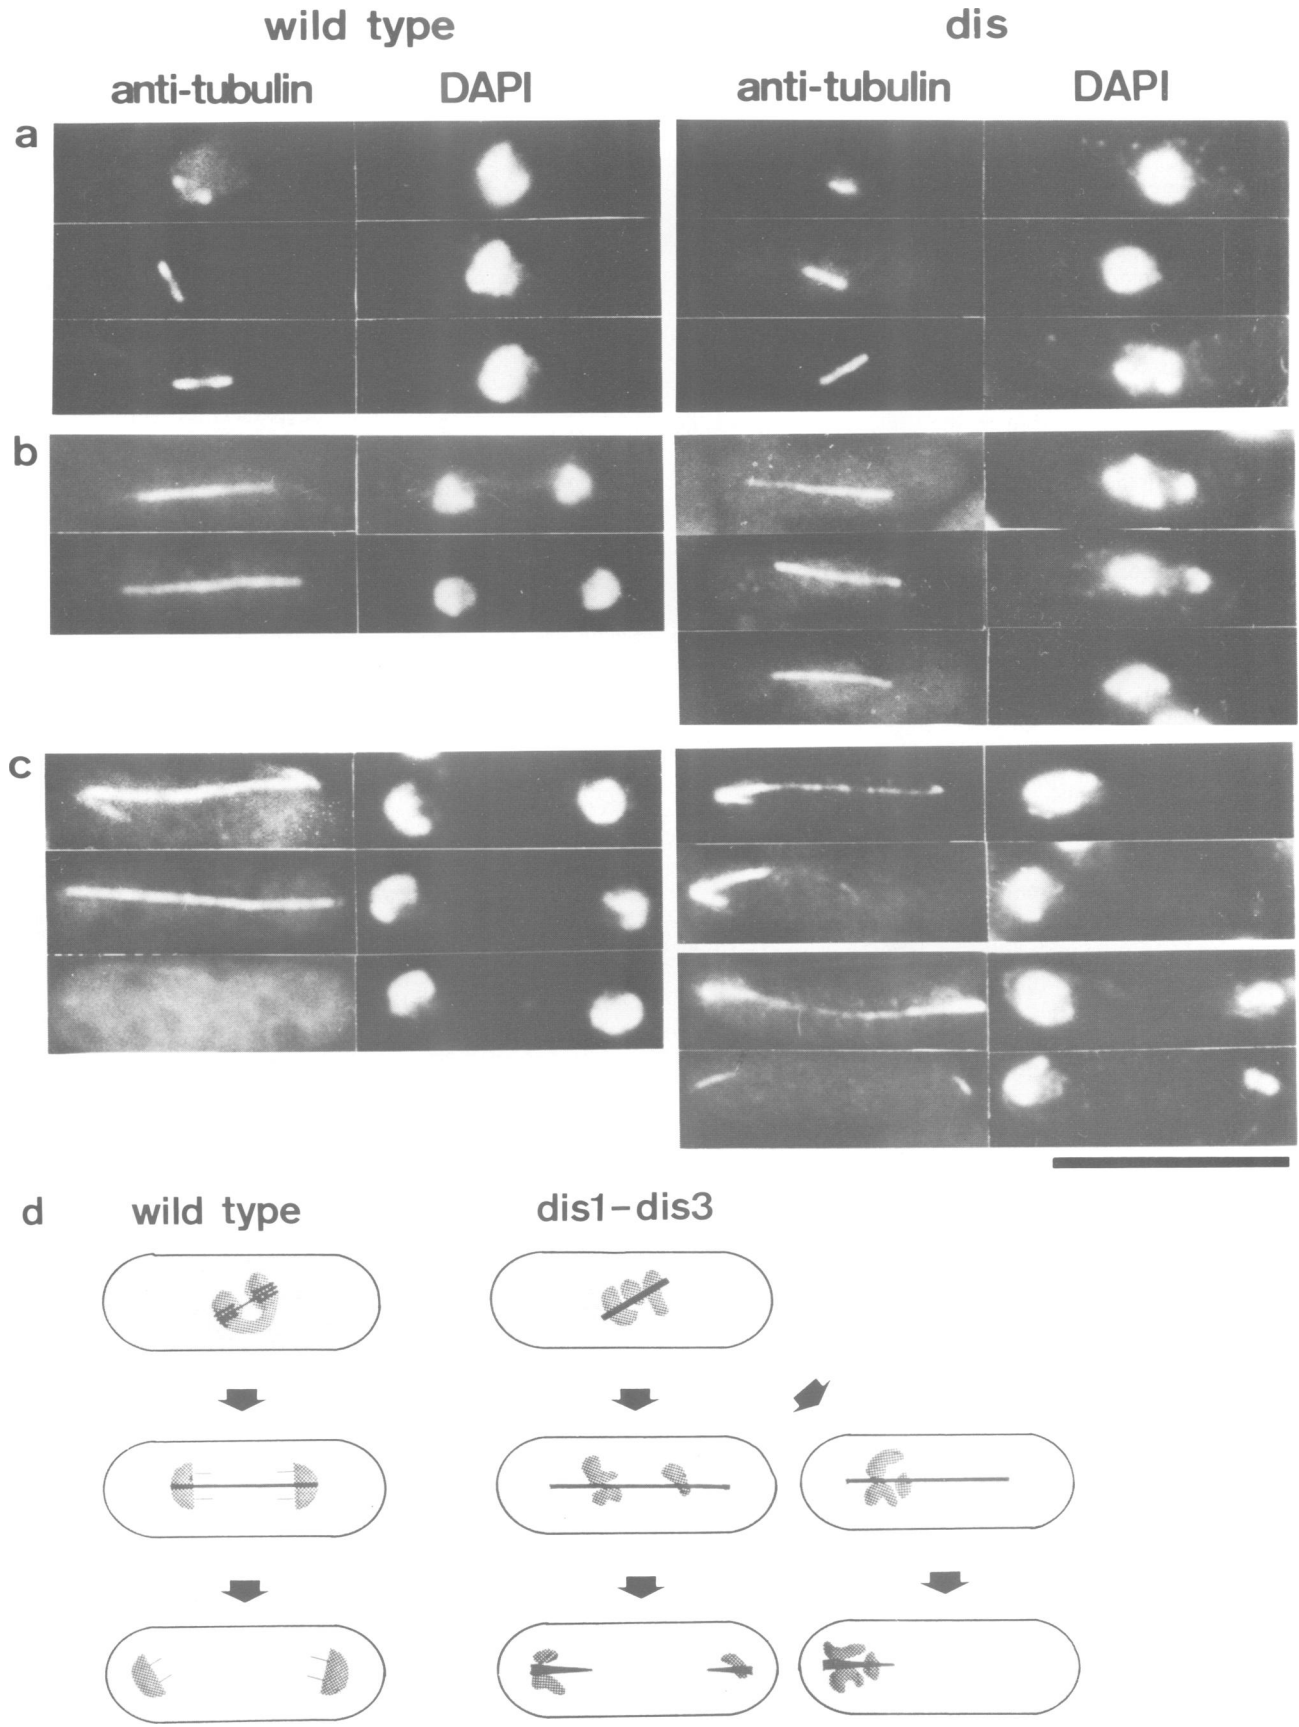 wild type dis
anti-tubulin DAPI anti-tubulin DAPI
a
b
c
d wild type dis1-dis3